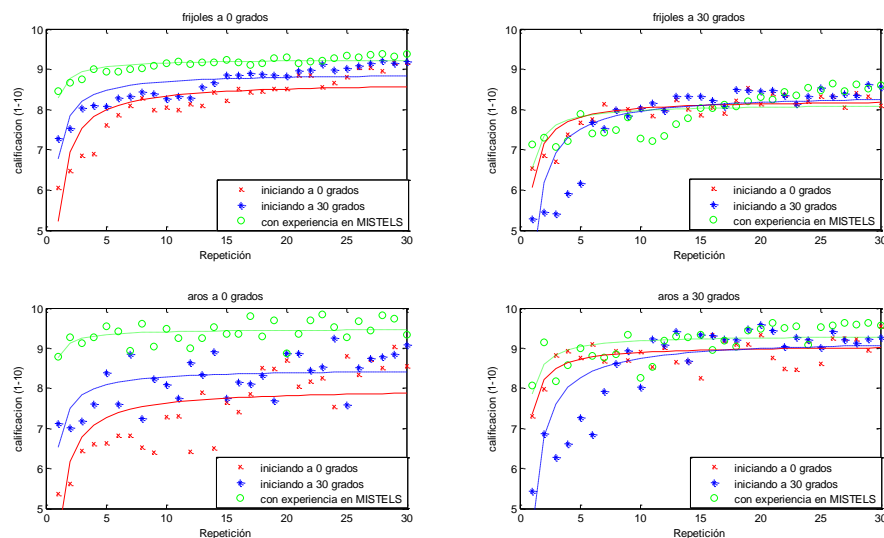 frijoles a 0 grados
10
9
8
7
6
5
calificacion (1-10)
0 5 10 15 20 25 30
Repetición
iniciando a 0 grados
iniciando a 30 grados
con experiencia en MISTELS
frijoles a 30 grados
10
9
8
7
6
5
calificacion (1-10)
0 5 10 15 20 25 30
Repetición
iniciando a 0 grados
iniciando a 30 grados
con experiencia en MISTELS
aros a 0 grados
10
9
8
7
6
5
calificacion (1-10)
0 5 10 15 20 25 30
Repetición
iniciando a 0 grados
iniciando a 30 grados
con experiencia en MISTELS
aros a 30 grados
10
9
8
7
6
5
calificacion (1-10)
0 5 10 15 20 25 30
Repetición
iniciando a 0 grados
iniciando a 30 grados
con experiencia en MISTELS